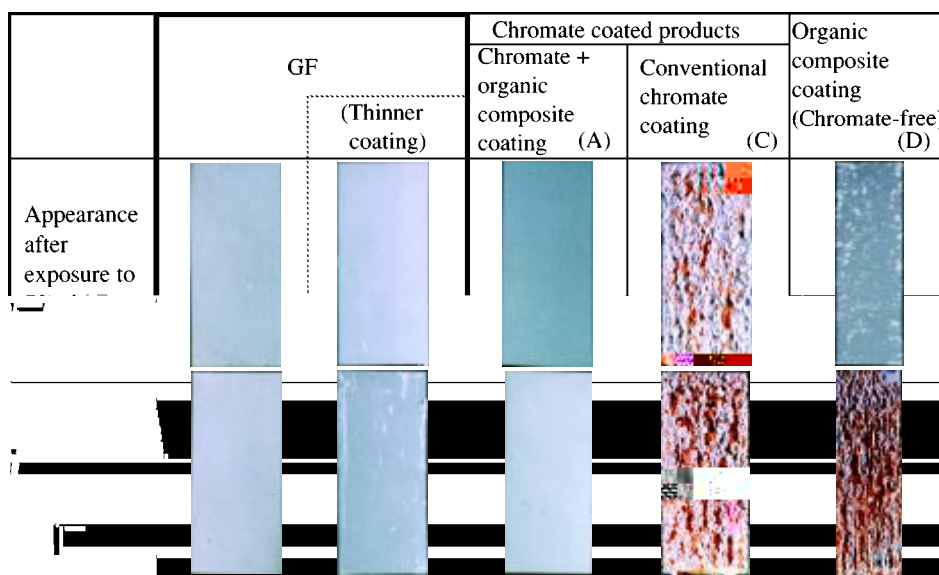 Chromate coated products
Organic
composite
coating
(Chromate-free)
(D)
GF
(Thinner
coating)
Chromate +
organic
composite
coating (A)
Conventional
chromate
coating
(C)
Appearance
after
exposure to